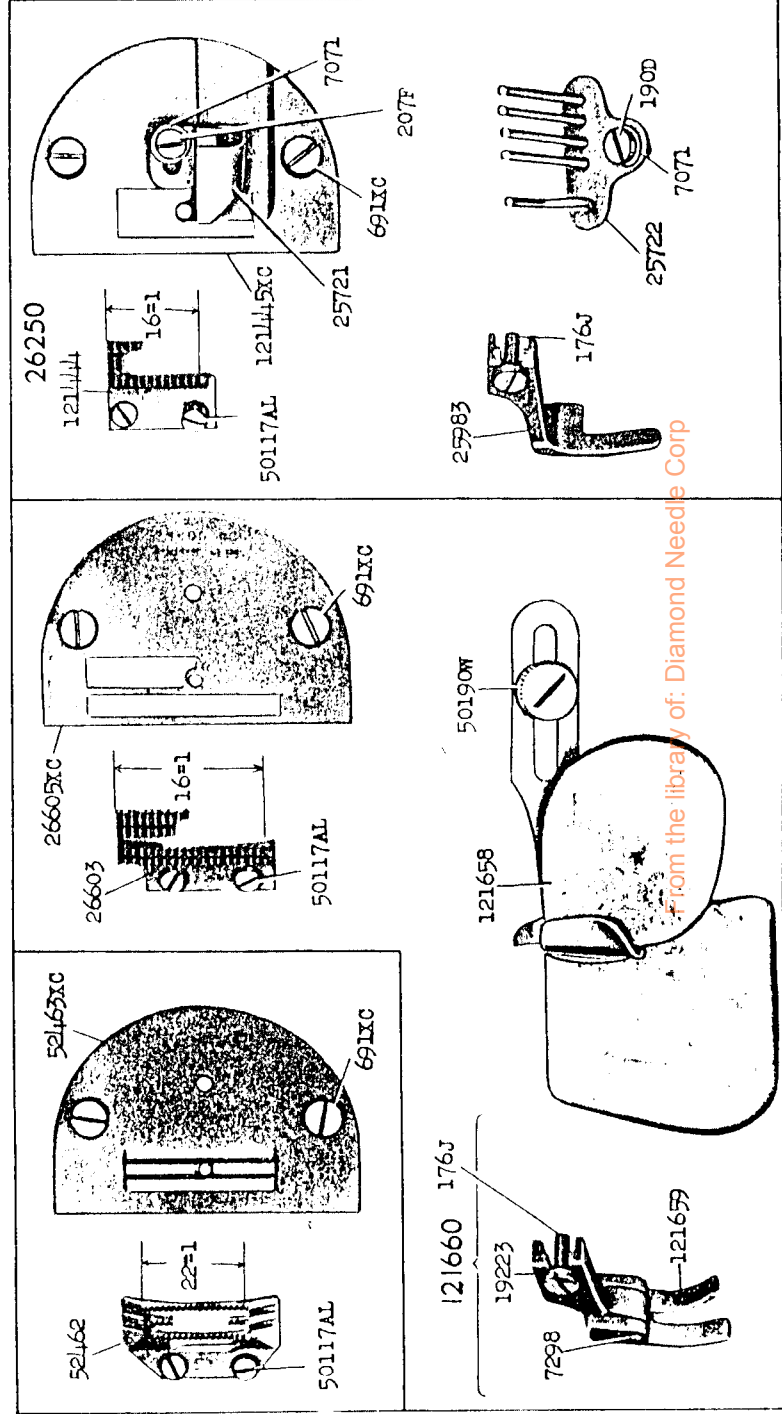 52462
22=1
50117AL
52463XC
691XC
26605XC
26603
16=1
50117AL
691XC
26250
121444
16=1
50117AL
121445XC
25721
7071
207F
691XC
121660
19223
176J
7298
121659
121658
50190W
25983
176J
25722
7071
190D
From the library of: Diamond Needle Corp